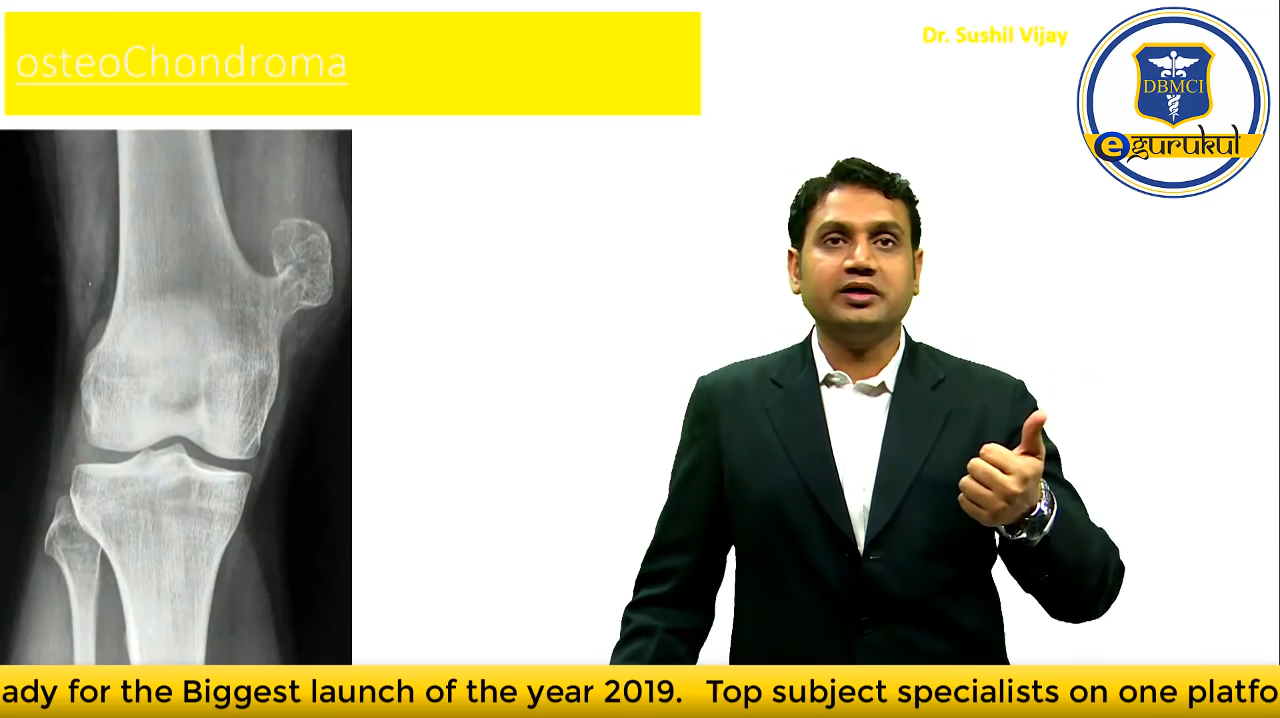 osteoChondroma
Dr. Sushil Vijay
DBMCI
egurukul
ady for the Biggest launch of the year 2019. Top subject specialists on one platfo